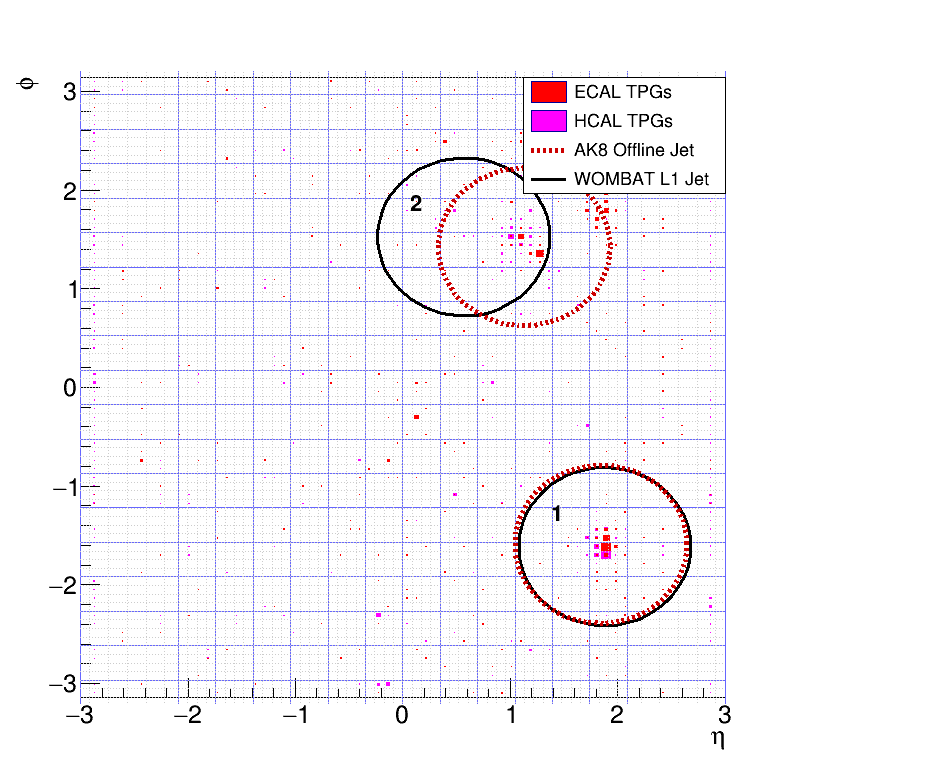 ϕ
3
2
1
0
−1
−2
−3
ECAL TPGs
HCAL TPGs
AK8 Offline Jet
WOMBAT L1 Jet
2
1
−3 −2 −1 0 1 2 3
η